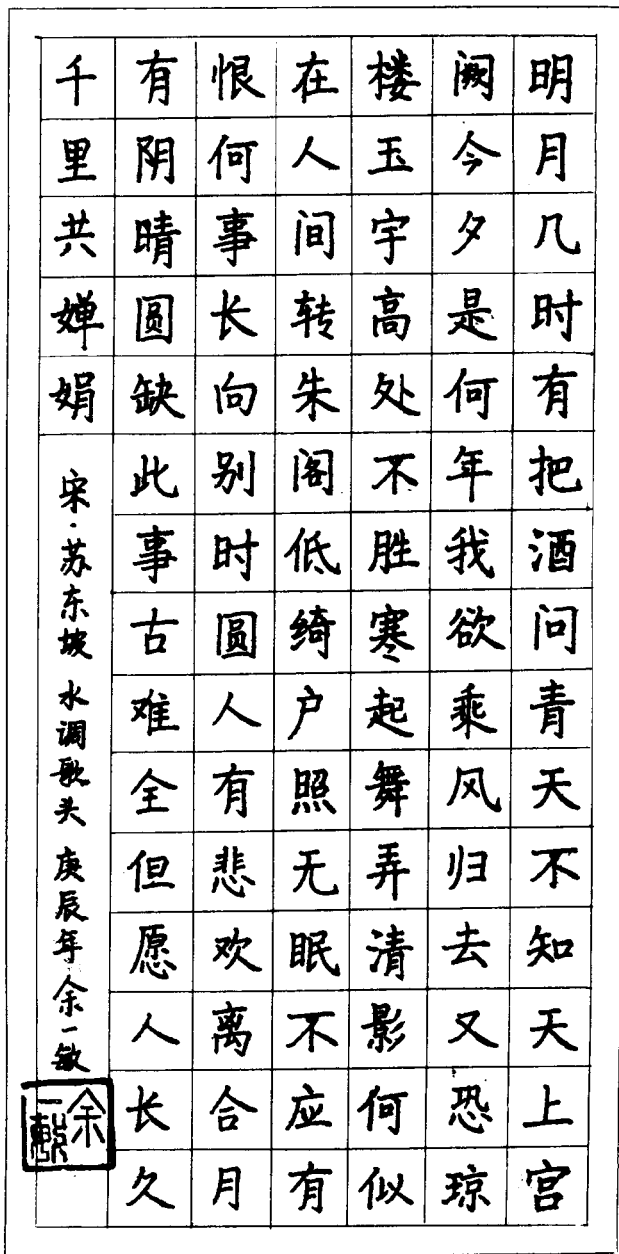 明月几时有把酒问青天不知天上宫
阙今夕是何年我欲乘风归去又恐琼
楼玉宇高处不胜寒起舞弄清影何似
在人间转朱阁低绮户照无眠不应有
恨何事长向别时圆人有悲欢离合月
有阴晴圆缺此事古难全但愿人长久
千里共婵娟
宋·苏东坡 水调歌头 庚辰年 余一敏
余一敏